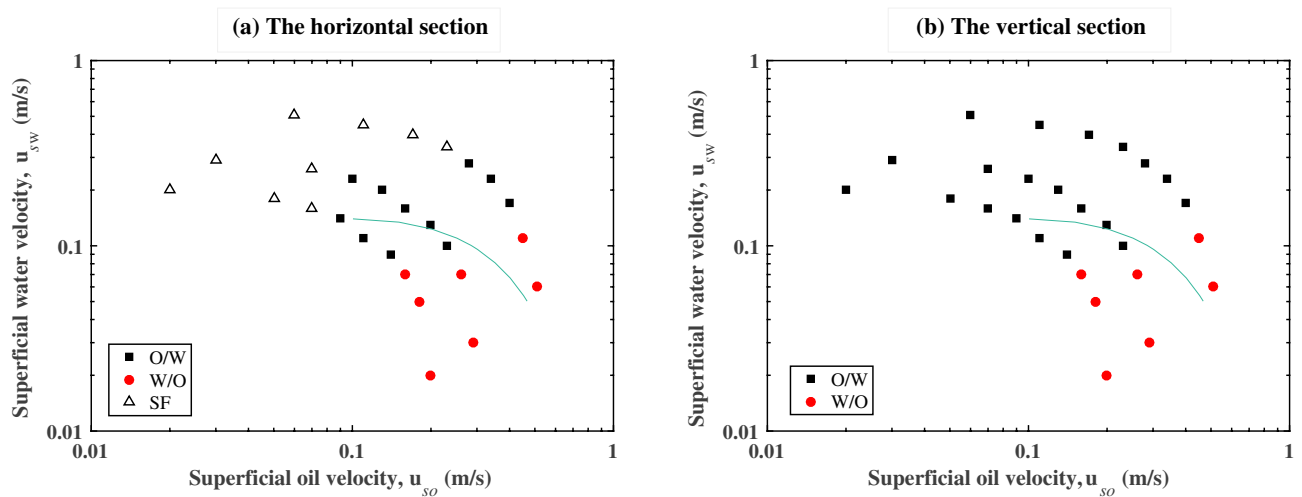 (a) The horizontal section
1
0.1
0.01
Superficial water velocity, u_sw (m/s)
O/W
W/O
SF
0.01
0.1
1
Superficial oil velocity, u_so (m/s)
(b) The vertical section
1
0.1
0.01
Superficial water velocity, u_sw (m/s)
O/W
W/O
0.01
0.1
1
Superficial oil velocity, u_so (m/s)